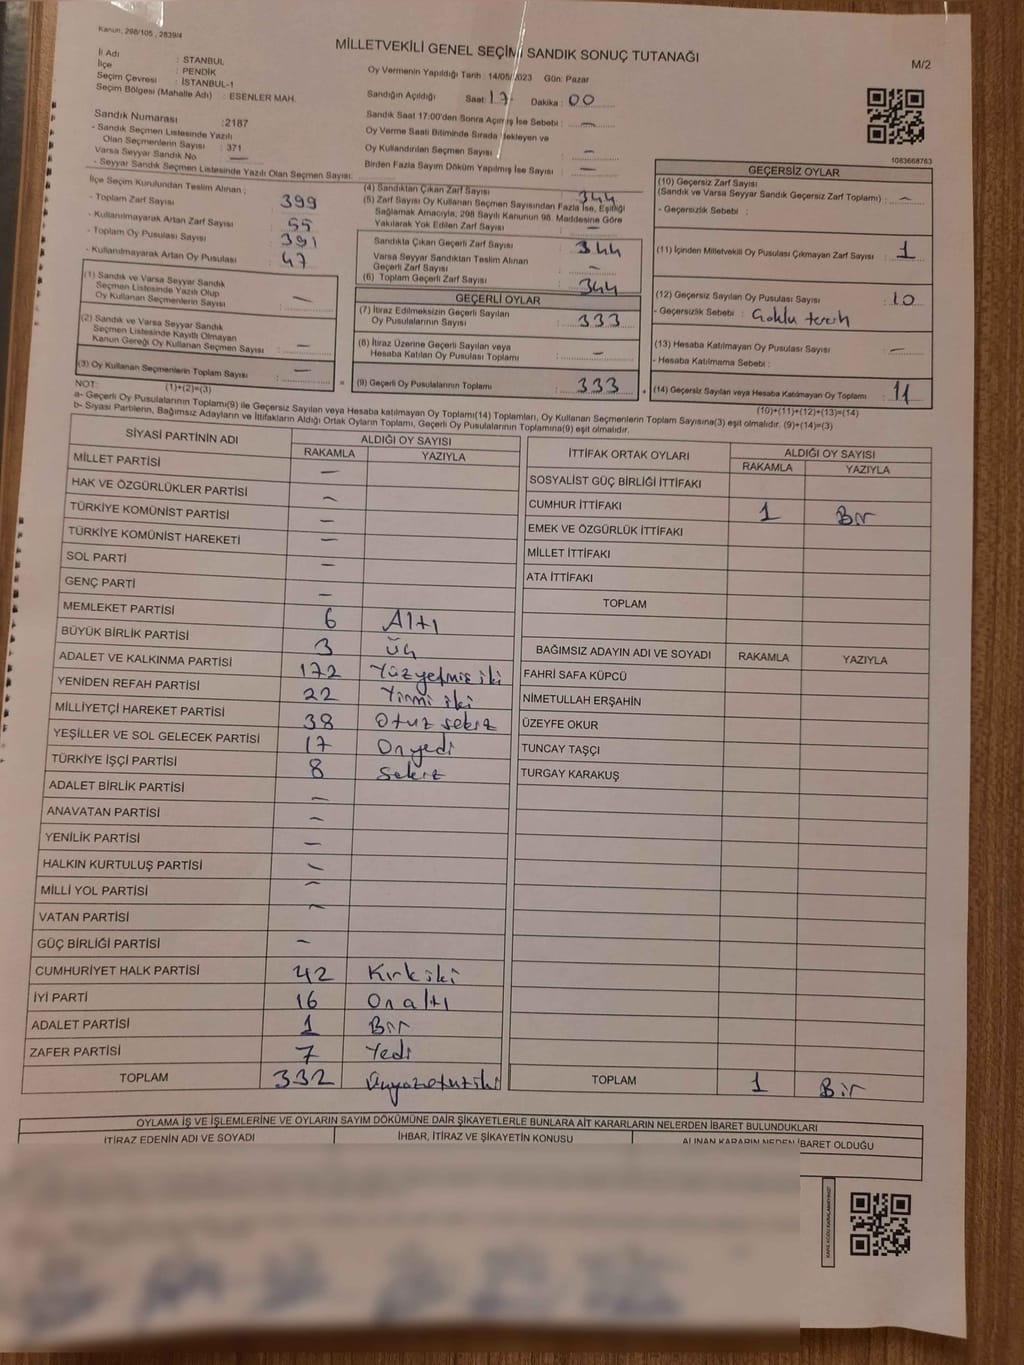 Kanun, 298/105 , 2839/4
MİLLETVEKİLİ GENEL SEÇİMİ SANDIK SONUÇ TUTANAĞI
M/2
İl Adı : STANBUL
İlçe : PENDİK
Seçim Çevresi : İSTANBUL-1
Seçim Bölgesi (Mahalle Adı) : ESENLER MAH.
Oy Vermenin Yapıldığı Tarih : 14/05/2023 Gün: Pazar
Sandığın Açıldığı Saat: 17 Dakika : 00
Sandık Saat 17:00'den Sonra Açılmış İse Sebebi : —
Oy Verme Saati Bitiminde Sırada Bekleyen ve
Oy Kullandırılan Seçmen Sayısı : —
Birden Fazla Sayım Döküm Yapılmış İse Sayısı : —
Sandık Numarası :2187
- Sandık Seçmen Listesinde Yazılı
Olan Seçmenlerin Sayısı : 371
Varsa Seyyar Sandık No —
- Seyyar Sandık Seçmen Listesinde Yazılı Olan Seçmen Sayısı:
1083668763
İlçe Seçim Kurulundan Teslim Alınan ;
- Toplam Zarf Sayısı 399
- Kullanılmayarak Artan Zarf Sayısı 55
- Toplam Oy Pusulası Sayısı 391
- Kullanılmayarak Artan Oy Pusulası 47
(1) Sandık ve Varsa Seyyar Sandık
Seçmen Listesinde Yazılı Olup
Oy Kullanan Seçmenlerin Sayısı : —
(2) Sandık ve Varsa Seyyar Sandık
Seçmen Listesinde Kayıtlı Olmayan
Kanun Gereği Oy Kullanan Seçmen Sayısı : —
(3) Oy Kullanan Seçmenlerin Toplam Sayısı : —
(1)+(2)=(3)
(4) Sandıktan Çıkan Zarf Sayısı : 344
(5) Zarf Sayısı Oy Kullanan Seçmen Sayısından Fazla İse, Eşitliği
Sağlamak Amacıyla, 298 Sayılı Kanunun 98. Maddesine Göre
Yakılarak Yok Edilen Zarf Sayısı : —
Sandıkta Çıkan Geçerli Zarf Sayısı : 344
Varsa Seyyar Sandıktan Teslim Alınan
Geçerli Zarf Sayısı : —
(6) Toplam Geçerli Zarf Sayısı : 344
GEÇERLİ OYLAR
(7) İtiraz Edilmeksizin Geçerli Sayılan
Oy Pusulalarının Sayısı : 333
(8) İtiraz Üzerine Geçerli Sayılan veya
Hesaba Katılan Oy Pusulası Toplamı : —
= (9) Geçerli Oy Pusulalarının Toplamı : 333
GEÇERSİZ OYLAR
(10) Geçersiz Zarf Sayısı
(Sandık ve Varsa Seyyar Sandık Geçersiz Zarf Toplamı) : —
- Geçersizlik Sebebi :
(11) İçinden Milletvekili Oy Pusulası Çıkmayan Zarf Sayısı : 1
(12) Geçersiz Sayılan Oy Pusulası Sayısı : 10
- Geçersizlik Sebebi : Çoklu tercih
(13) Hesaba Katılmayan Oy Pusulası Sayısı : —
- Hesaba Katılmama Sebebi :
+ (14) Geçersiz Sayılan veya Hesaba Katılmayan Oy Toplamı : 11
(10)+(11)+(12)+(13)=(14)
NOT:
a- Geçerli Oy Pusulalarının Toplamı(9) ile Geçersiz Sayılan veya Hesaba katılmayan Oy Toplamı(14) Toplamları, Oy Kullanan Seçmenlerin Toplam Sayısına(3) eşit olmalıdır. (9)+(14)=(3)
b- Siyasi Partilerin, Bağımsız Adayların ve İttifakların Aldığı Ortak Oyların Toplamı, Geçerli Oy Pusulalarının Toplamına(9) eşit olmalıdır.
SİYASİ PARTİNİN ADI ALDIĞI OY SAYISI
RAKAMLA YAZIYLA
MİLLET PARTİSİ —
HAK VE ÖZGÜRLÜKLER PARTİSİ —
TÜRKİYE KOMÜNİST PARTİSİ —
TÜRKİYE KOMÜNİST HAREKETİ —
SOL PARTİ —
GENÇ PARTİ —
MEMLEKET PARTİSİ 6 Altı
BÜYÜK BİRLİK PARTİSİ 3 Üç
ADALET VE KALKINMA PARTİSİ 172 Yüzyetmiş iki
YENİDEN REFAH PARTİSİ 22 Yirmi iki
MİLLİYETÇİ HAREKET PARTİSİ 38 Otuz sekiz
YEŞİLLER VE SOL GELECEK PARTİSİ 17 Onyedi
TÜRKİYE İŞÇİ PARTİSİ 8 Sekiz
ADALET BİRLİK PARTİSİ —
ANAVATAN PARTİSİ —
YENİLİK PARTİSİ —
HALKIN KURTULUŞ PARTİSİ —
MİLLİ YOL PARTİSİ —
VATAN PARTİSİ —
GÜÇ BİRLİĞİ PARTİSİ —
CUMHURİYET HALK PARTİSİ 42 Kırk iki
İYİ PARTİ 16 On altı
ADALET PARTİSİ 1 Bir
ZAFER PARTİSİ 7 Yedi
TOPLAM 332 Üçyüzotuziki
İTTİFAK ORTAK OYLARI ALDIĞI OY SAYISI
RAKAMLA YAZIYLA
SOSYALİST GÜÇ BİRLİĞİ İTTİFAKI
CUMHUR İTTİFAKI 1 Bir
EMEK VE ÖZGÜRLÜK İTTİFAKI
MİLLET İTTİFAKI
ATA İTTİFAKI
TOPLAM
BAĞIMSIZ ADAYIN ADI VE SOYADI RAKAMLA YAZIYLA
FAHRİ SAFA KÜPCÜ
NİMETULLAH ERŞAHİN
ÜZEYFE OKUR
TUNCAY TAŞÇI
TURGAY KARAKUŞ
TOPLAM 1 Bir
OYLAMA İŞ VE İŞLEMLERİNE VE OYLARIN SAYIM DÖKÜMÜNE DAİR ŞİKAYETLERLE BUNLARA AİT KARARLARIN NELERDEN İBARET BULUNDUKLARI
İTİRAZ EDENİN ADI VE SOYADI İHBAR, İTİRAZ VE ŞİKAYETİN KONUSU ALINAN KARARIN NEDEN İBARET OLDUĞU